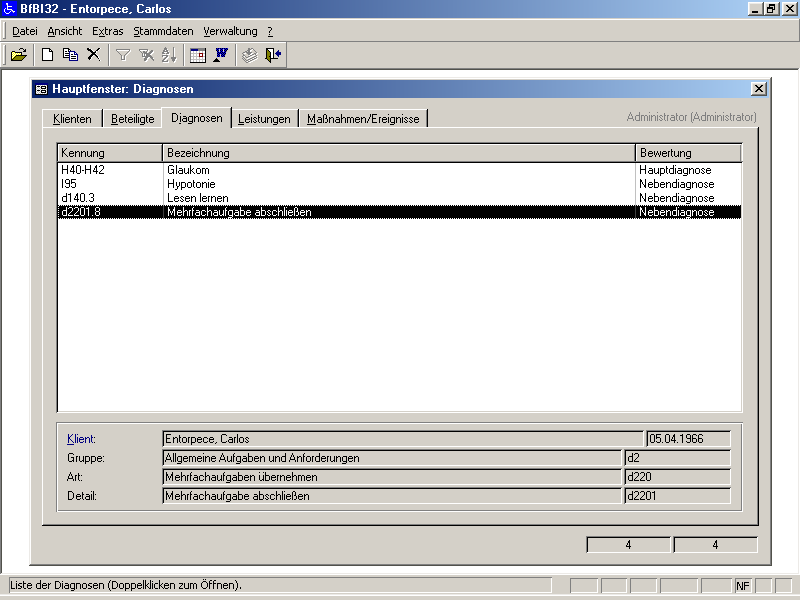 BfBI32 - Entorpece, Carlos
Datei Ansicht Extras Stammdaten Verwaltung ?
Hauptfenster: Diagnosen
Klienten Beteiligte Diagnosen Leistungen Maßnahmen/Ereignisse Administrator (Administrator)
Kennung Bezeichnung Bewertung
H40-H42 Glaukom Hauptdiagnose
I95 Hypotonie Nebendiagnose
d140.3 Lesen lernen Nebendiagnose
d2201.8 Mehrfachaufgabe abschließen Nebendiagnose
Klient: Entorpece, Carlos 05.04.1966
Gruppe: Allgemeine Aufgaben und Anforderungen d2
Art: Mehrfachaufgaben übernehmen d220
Detail: Mehrfachaufgabe abschließen d2201
4 4
Liste der Diagnosen (Doppelklicken zum Öffnen). NF